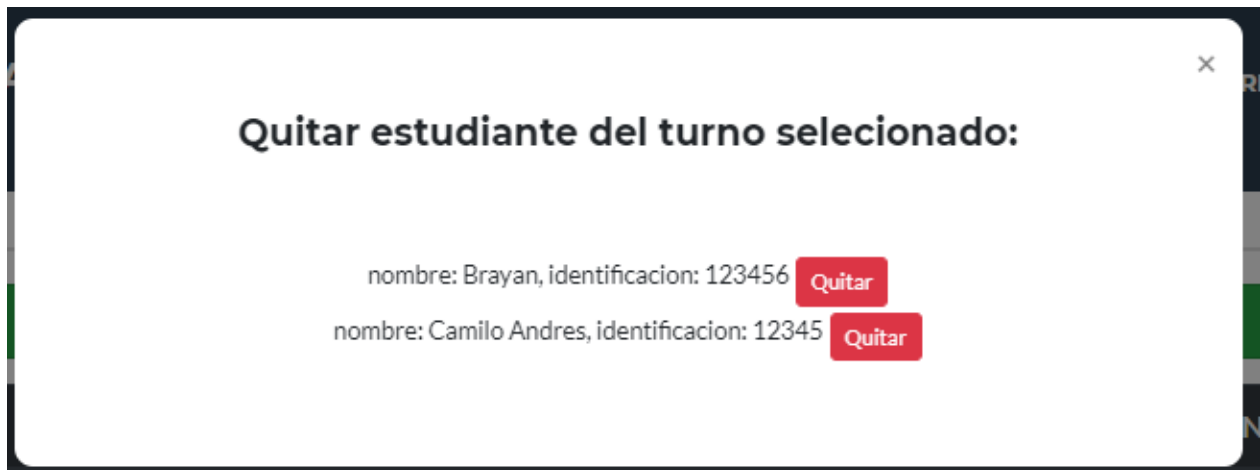 ×
Quitar estudiante del turno selecionado:
nombre: Brayan, identificacion: 123456 Quitar
nombre: Camilo Andres, identificacion: 12345 Quitar